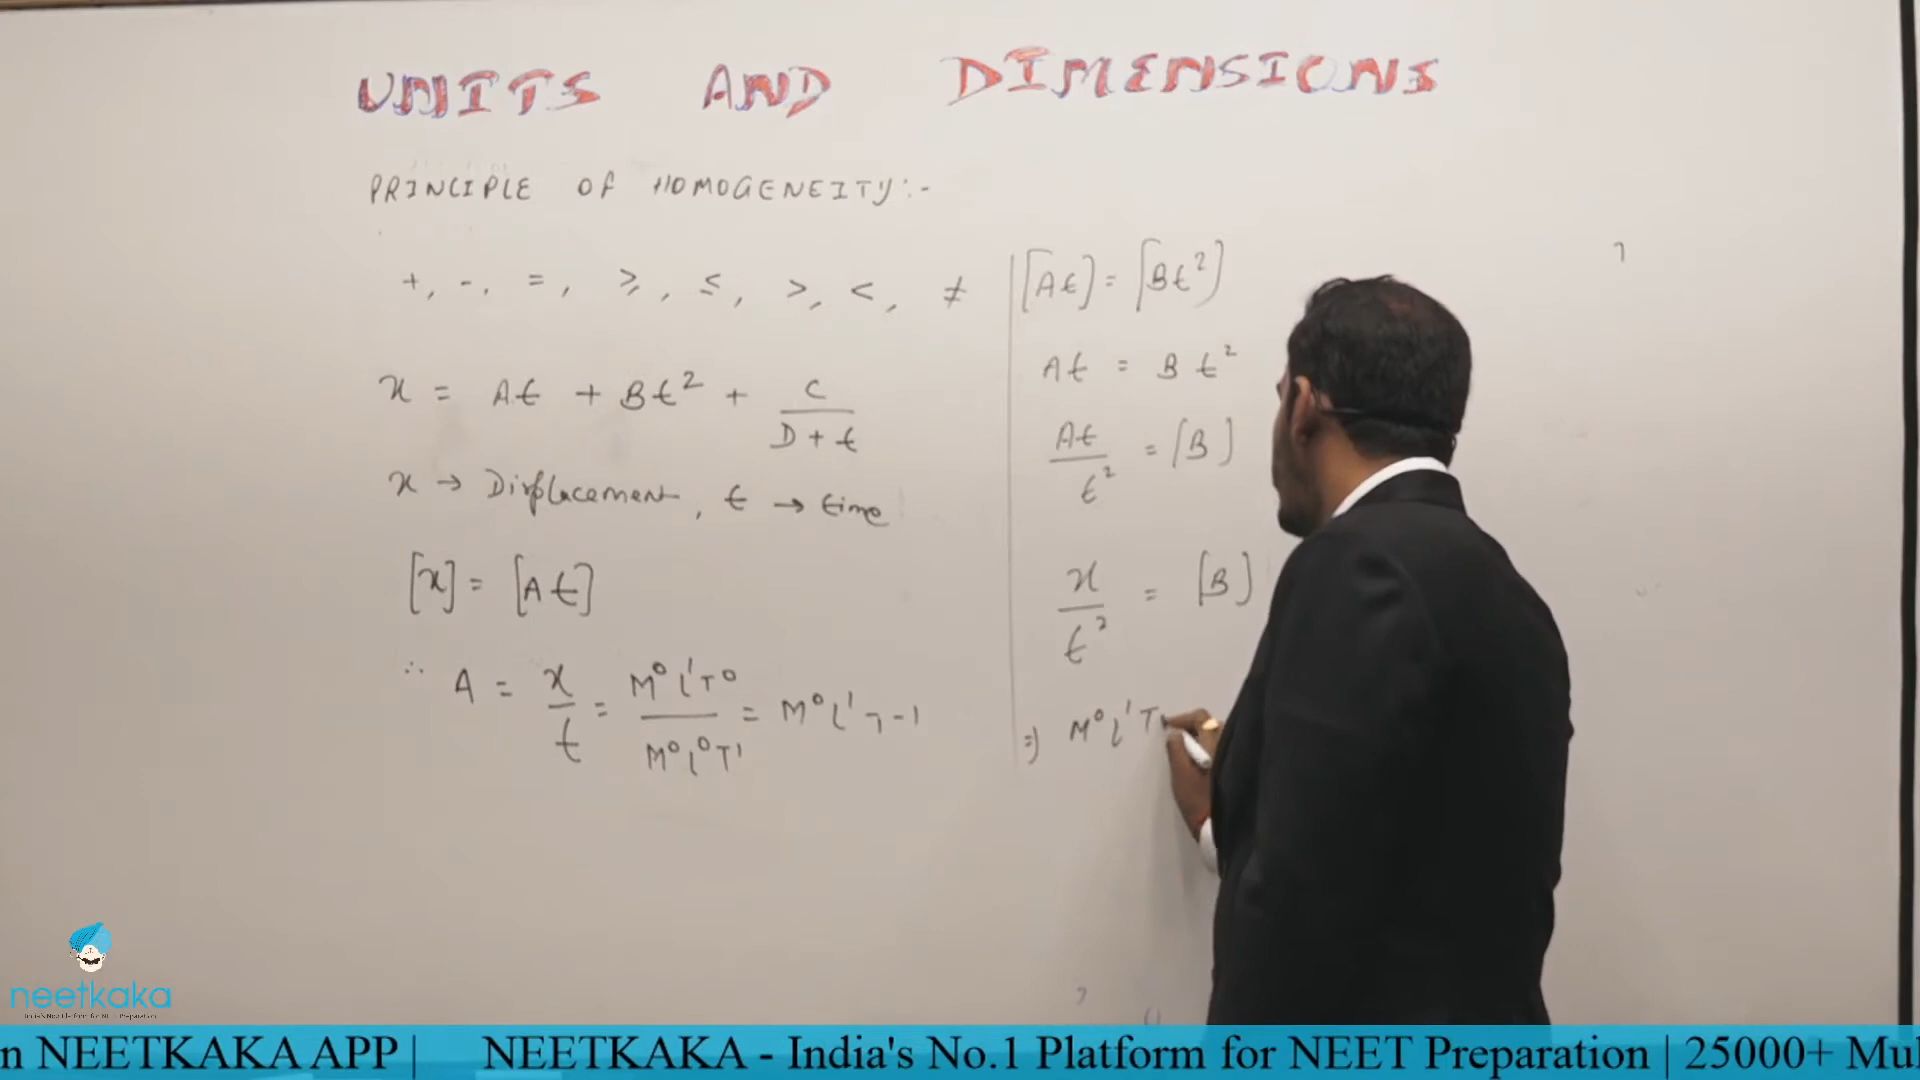 UNITS AND DIMENSIONS
PRINCIPLE OF HOMOGENEITY:-
+, -, =, ≥, ≤, >, <, ≠
x = At + Bt² + C/(D + t)
x → Displacement, t → time
[x] = [At]
∴ A = x/t = M⁰L¹T⁰/M⁰L⁰T¹ = M⁰L¹T-1
[At] = [Bt²]
At = Bt²
At/t² = [B]
x/t² = [B]
⇒ M⁰L¹T
neetkaka
n NEETKAKA APP | NEETKAKA - India's No.1 Platform for NEET Preparation | 25000+ Mul